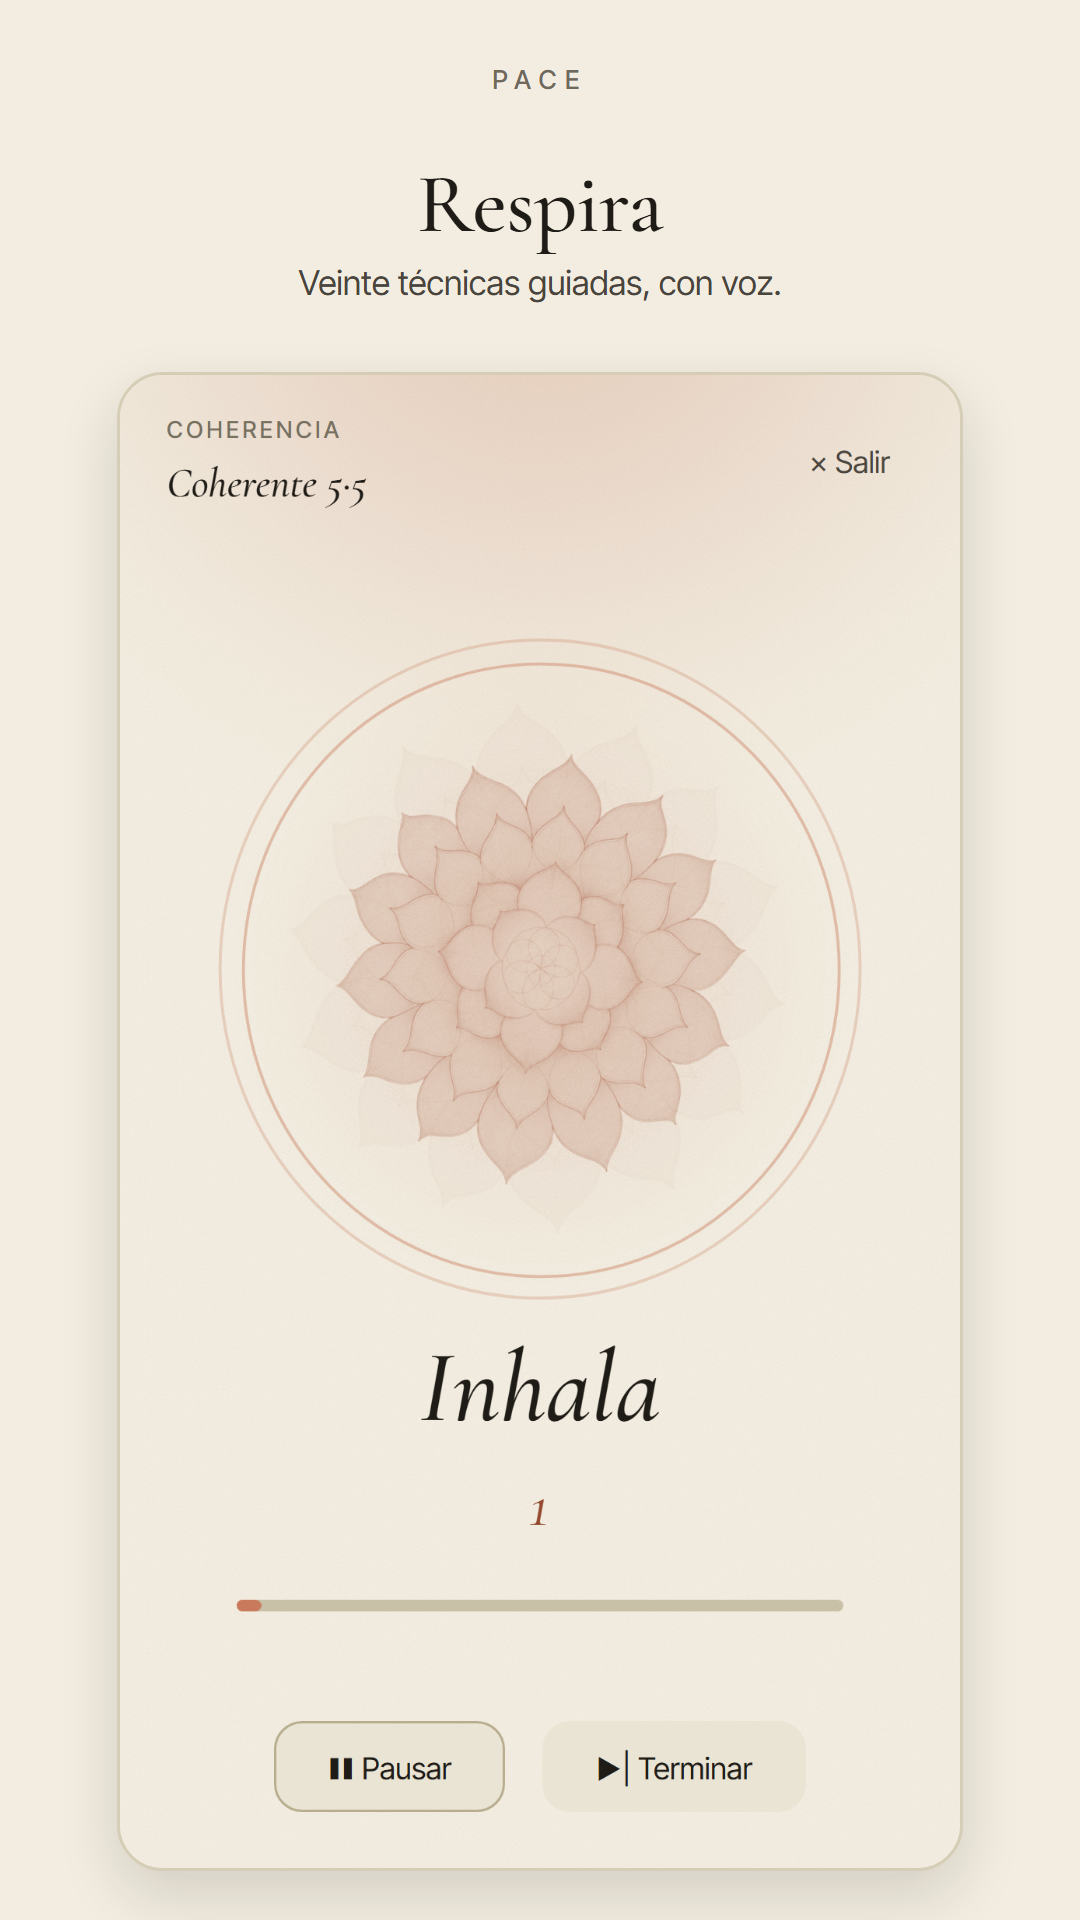 PACE
Respira
Veinte técnicas guiadas, con voz.
COHERENCIA
Coherente 5·5
× Salir
Inhala
1
Pausar
Terminar